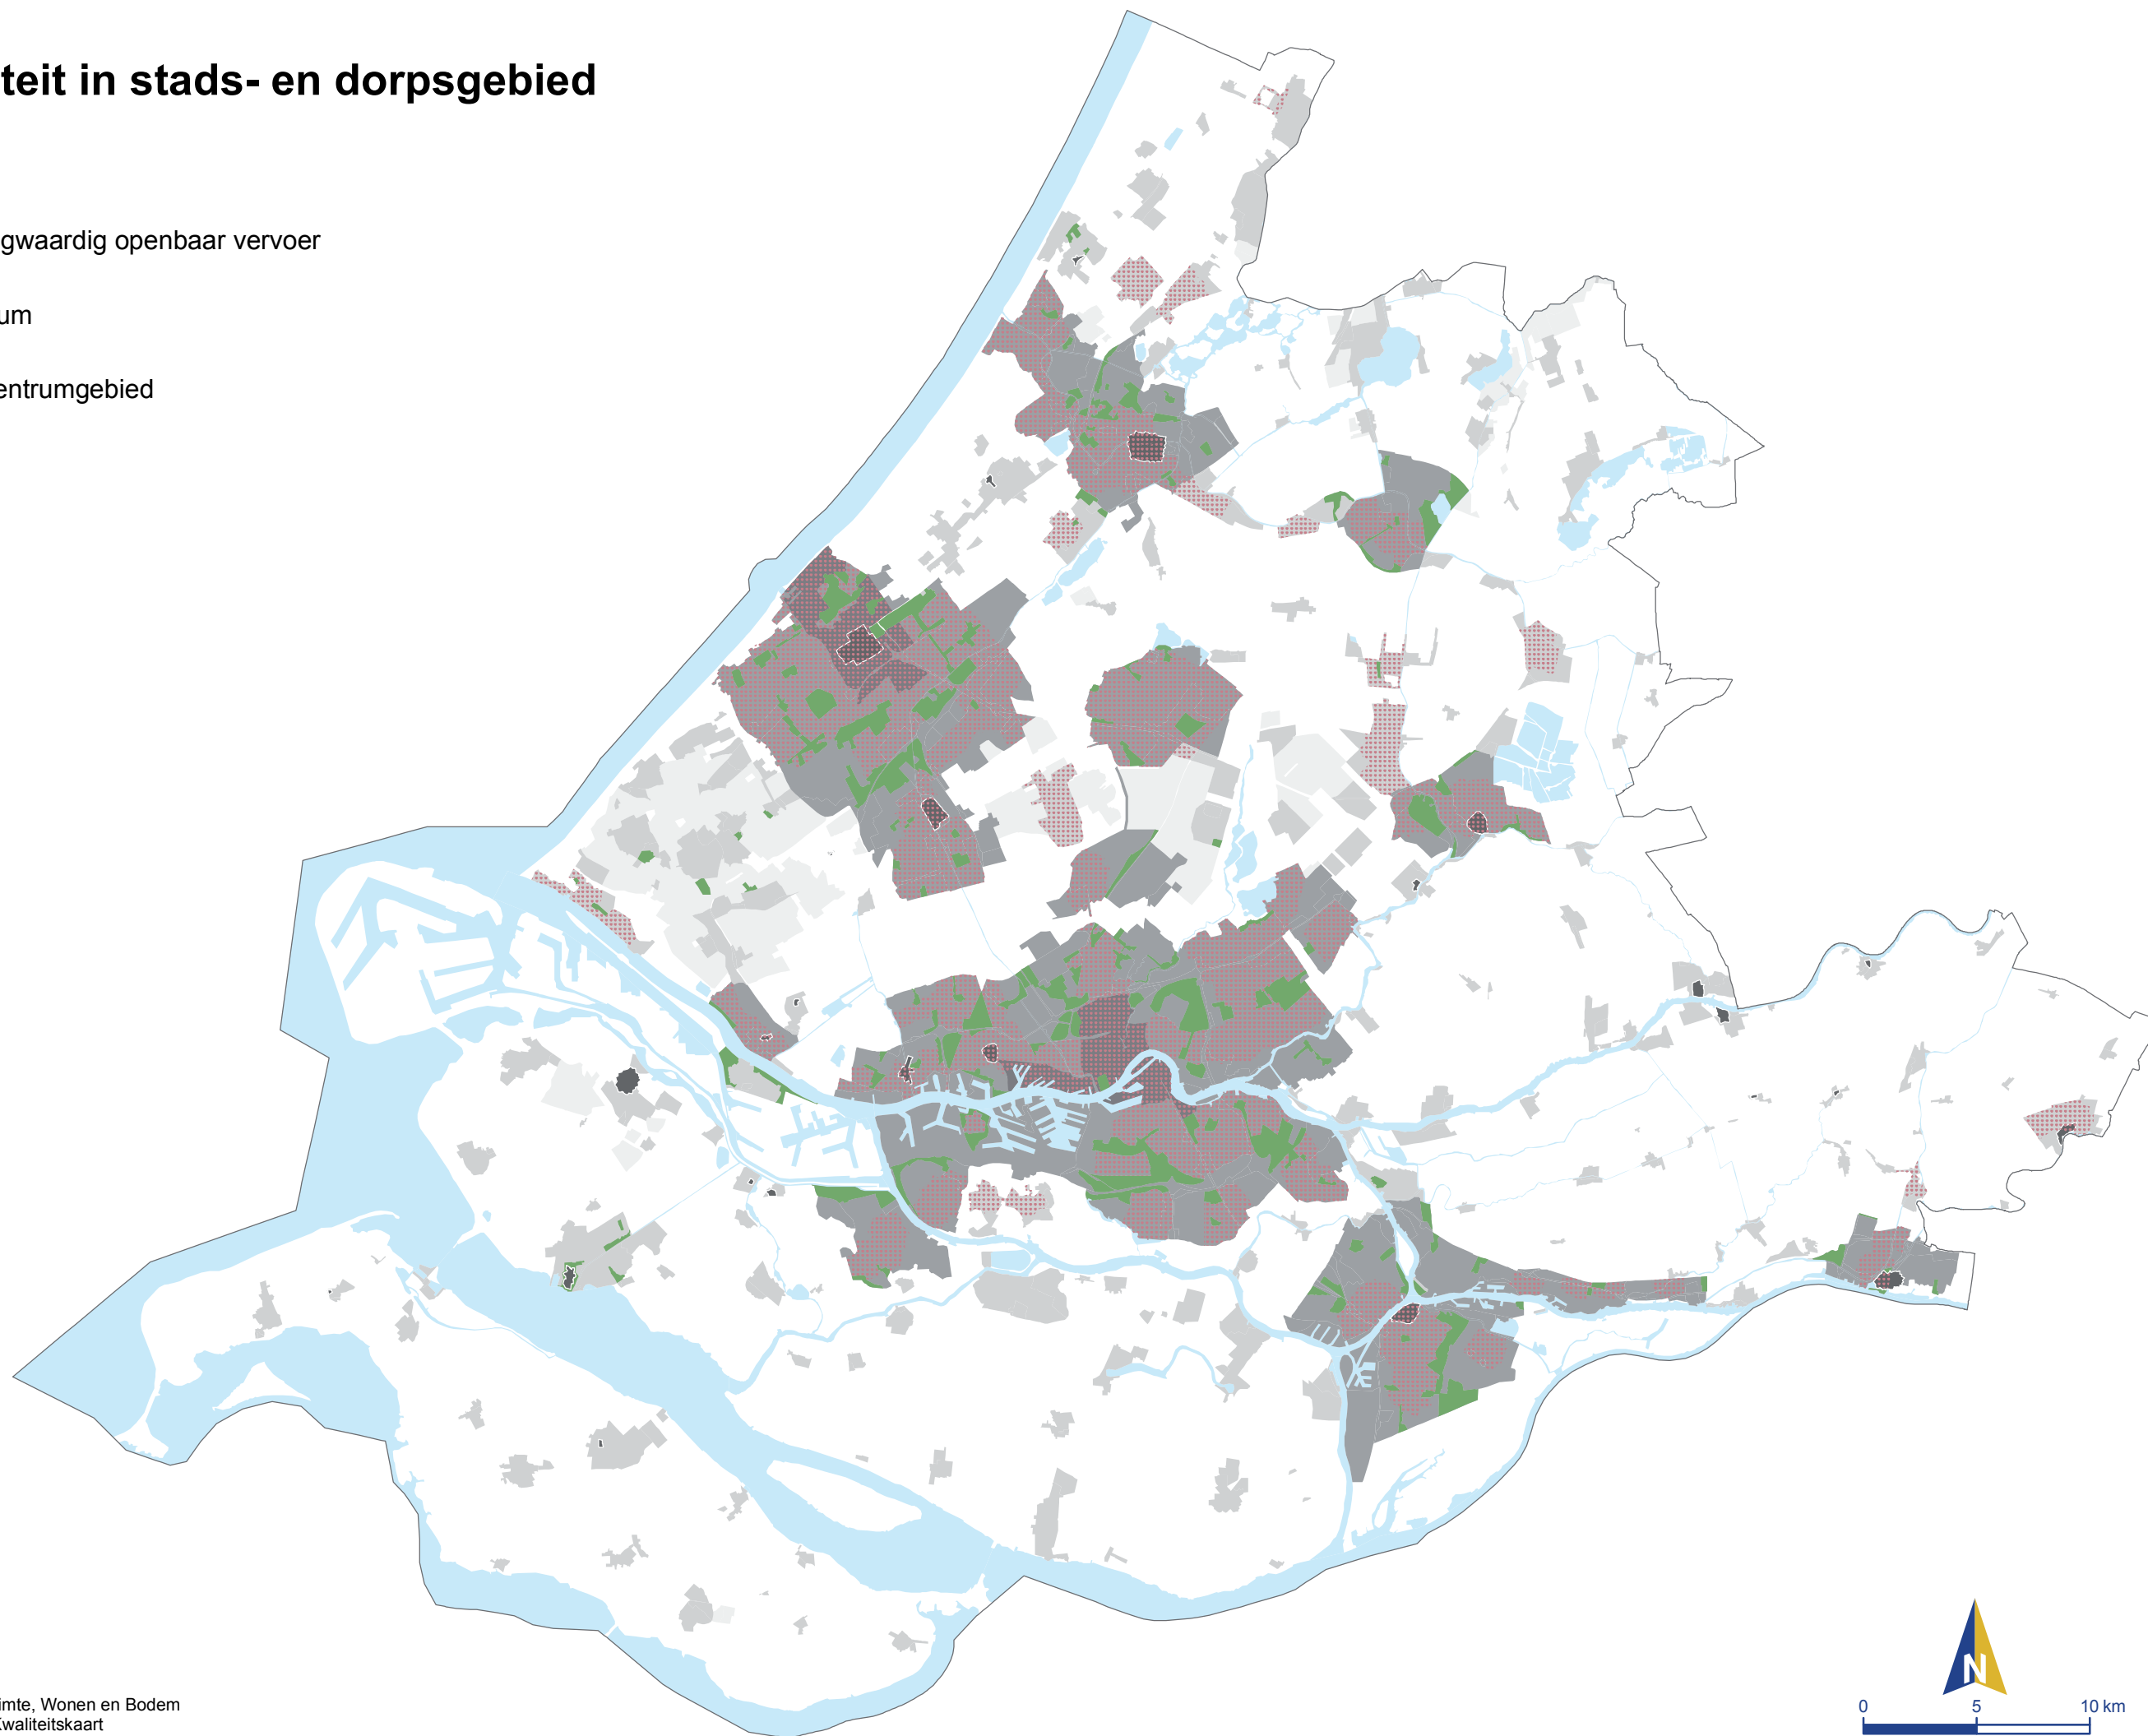 teit in stads- en dorpsgebied
gwaardig openbaar vervoer
um
entrumgebied
imte, Wonen en Bodem
Kwaliteitskaart
N
0 5 10 km